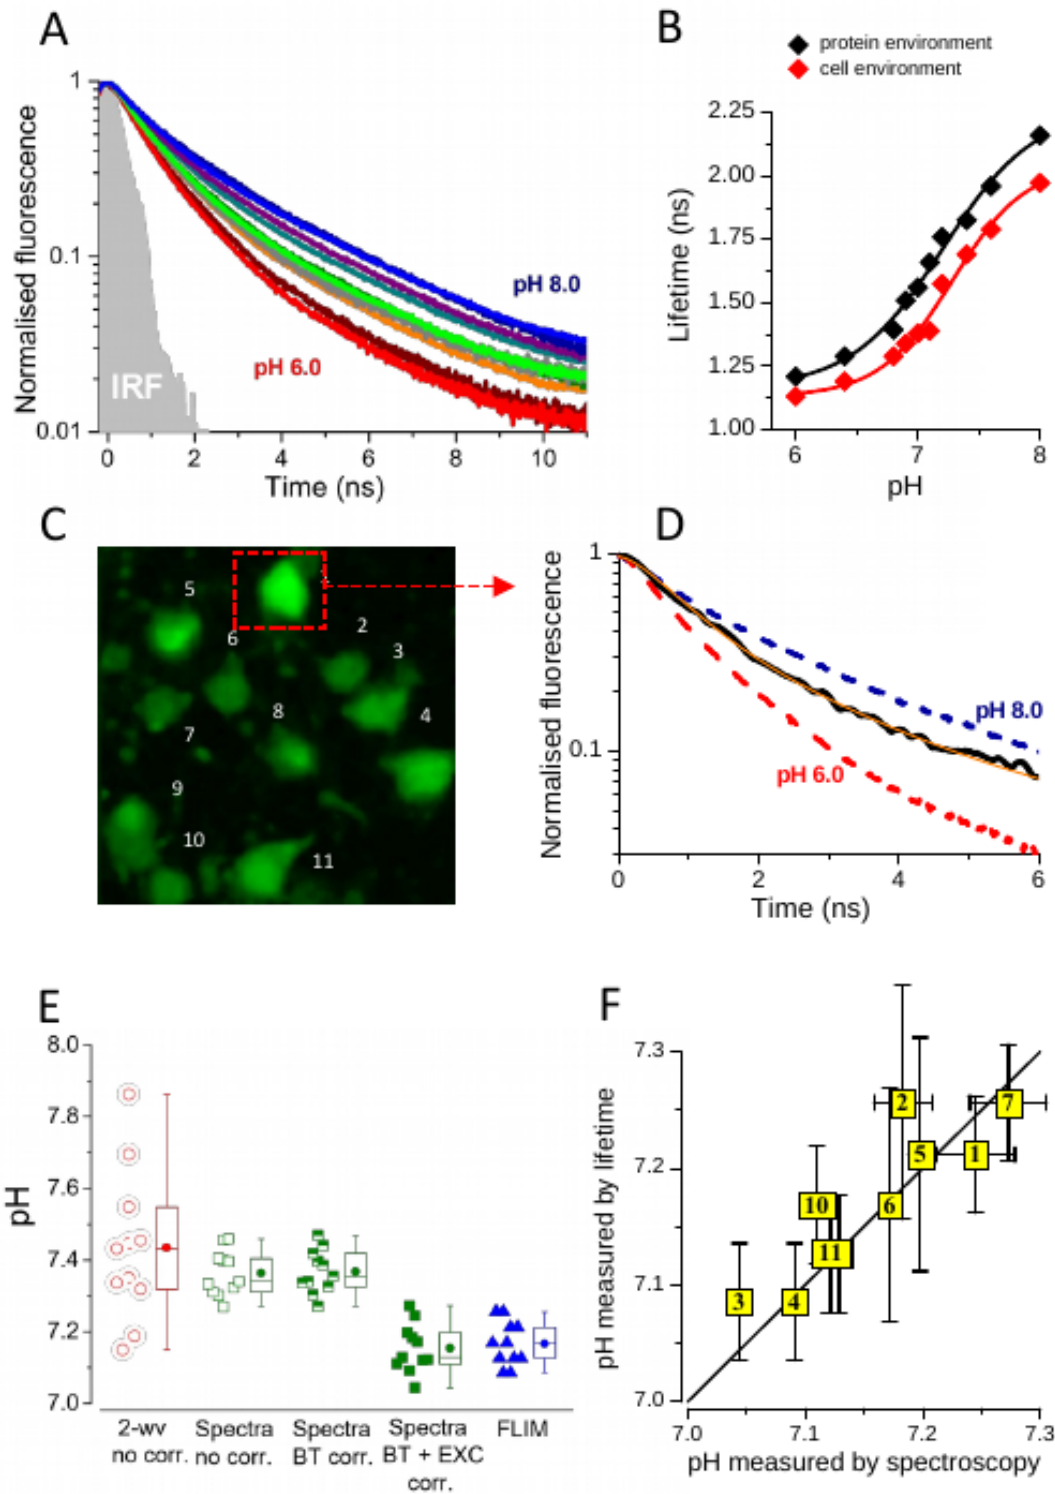 A
Normalised fluorescence
1
0.1
0.01
IRF
pH 8.0
pH 6.0
0
2
4
6
8
10
Time (ns)
B
protein environment
cell environment
Lifetime (ns)
2.25
2.00
1.75
1.50
1.25
1.00
6
7
8
pH
C
5
2
6
3
8
4
7
9
10
11
D
Normalised fluorescence
1
0.1
pH 8.0
pH 6.0
0
2
4
6
Time (ns)
E
pH
8.0
7.8
7.6
7.4
7.2
7.0
2-wv
no corr.
Spectra
no corr.
Spectra
BT corr.
Spectra
BT + EXC
corr.
FLIM
F
pH measured by lifetime
7.3
7.2
7.1
7.0
2
7
5
1
10
6
11
3
4
7.0
7.1
7.2
7.3
pH measured by spectroscopy